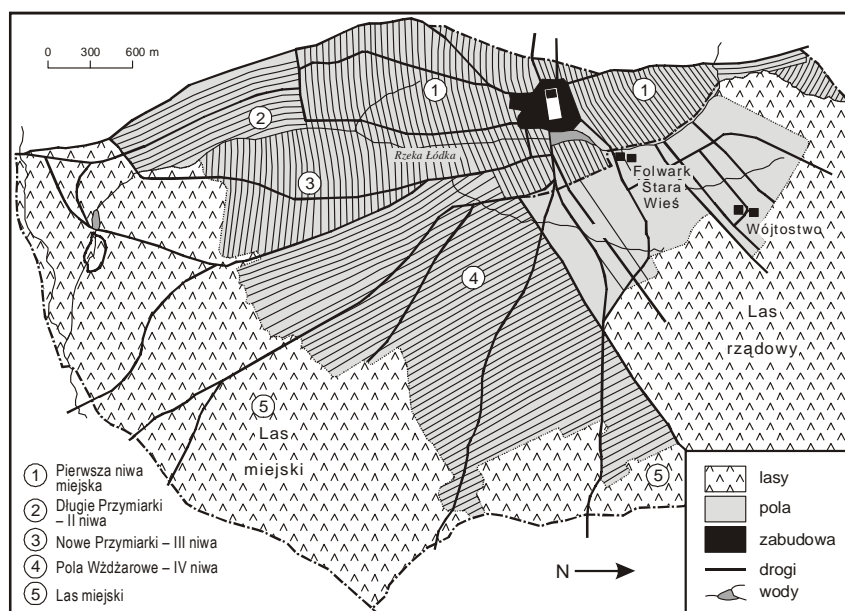 0 300 600 m
1
1
2
Rzeka Łódka
3
Folwark
Stara
Wieś
Wójtostwo
4
Las
rządowy
5
Las
miejski
5
1 Pierwsza niwa
miejska
2 Długie Przymiarki
– II niwa
3 Nowe Przymiarki – III niwa
4 Pola Wżdżarowe – IV niwa
5 Las miejski
N
lasy
pola
zabudowa
drogi
wody